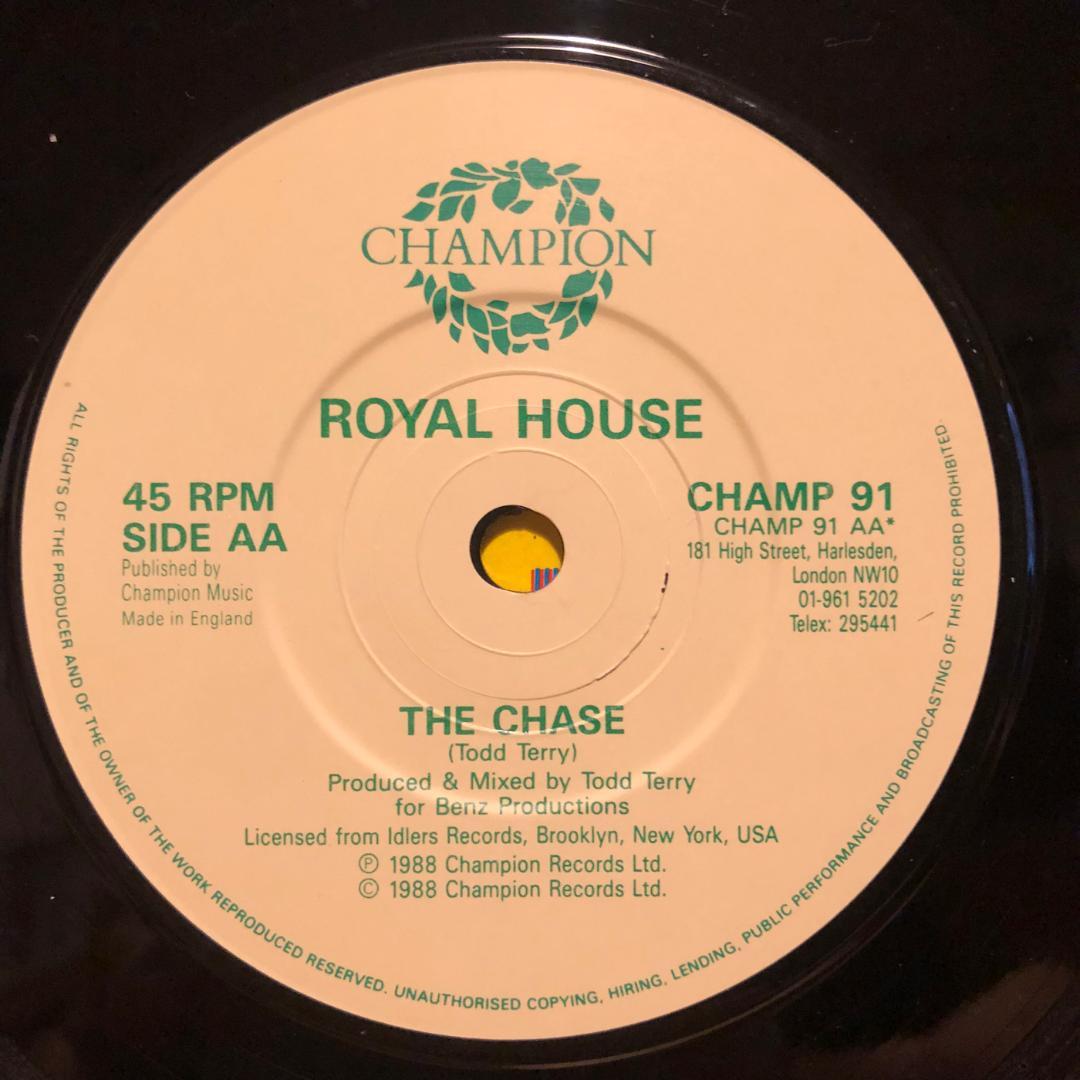 CHAMPION
ROYAL HOUSE
45 RPM
SIDE AA
Published by
Champion Music
Made in England
CHAMP 91
CHAMP 91 AA*
181 High Street, Harlesden,
London NW10
01-961 5202
Telex: 295441
THE CHASE
(Todd Terry)
Produced & Mixed by Todd Terry
for Benz Productions
Licensed from Idlers Records, Brooklyn, New York, USA
℗ 1988 Champion Records Ltd.
© 1988 Champion Records Ltd.
ALL RIGHTS OF THE PRODUCER AND OF THE OWNER OF THE WORK REPRODUCED RESERVED. UNAUTHORISED COPYING, HIRING, LENDING, PUBLIC PERFORMANCE AND BROADCASTING OF THIS RECORD PROHIBITED.